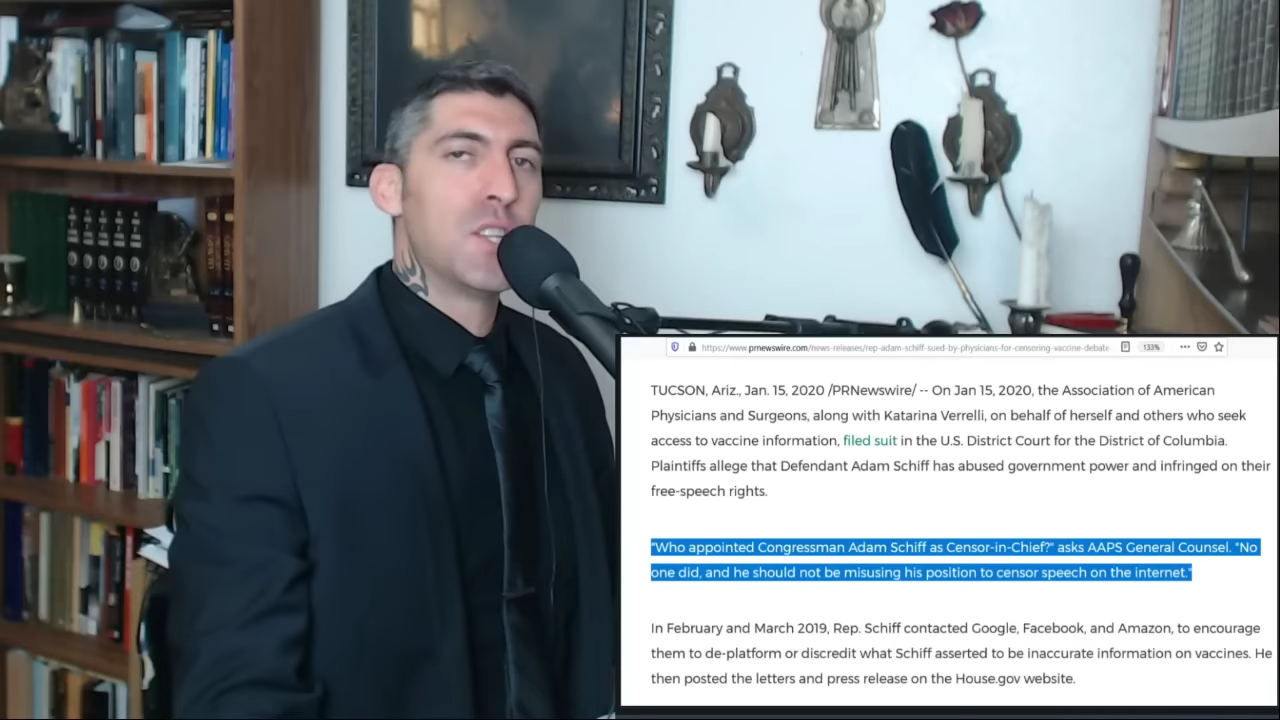 https://www.prnewswire.com/news-releases/rep-adam-schiff-sued-by-physicians-for-censoring-vaccine-debate
133%
TUCSON, Ariz., Jan. 15, 2020 /PRNewswire/ -- On Jan 15, 2020, the Association of American
Physicians and Surgeons, along with Katarina Verrelli, on behalf of herself and others who seek
access to vaccine information, filed suit in the U.S. District Court for the District of Columbia.
Plaintiffs allege that Defendant Adam Schiff has abused government power and infringed on their
free-speech rights.
"Who appointed Congressman Adam Schiff as Censor-in-Chief?" asks AAPS General Counsel. "No
one did, and he should not be misusing his position to censor speech on the internet."
In February and March 2019, Rep. Schiff contacted Google, Facebook, and Amazon, to encourage
them to de-platform or discredit what Schiff asserted to be inaccurate information on vaccines. He
then posted the letters and press release on the House.gov website.